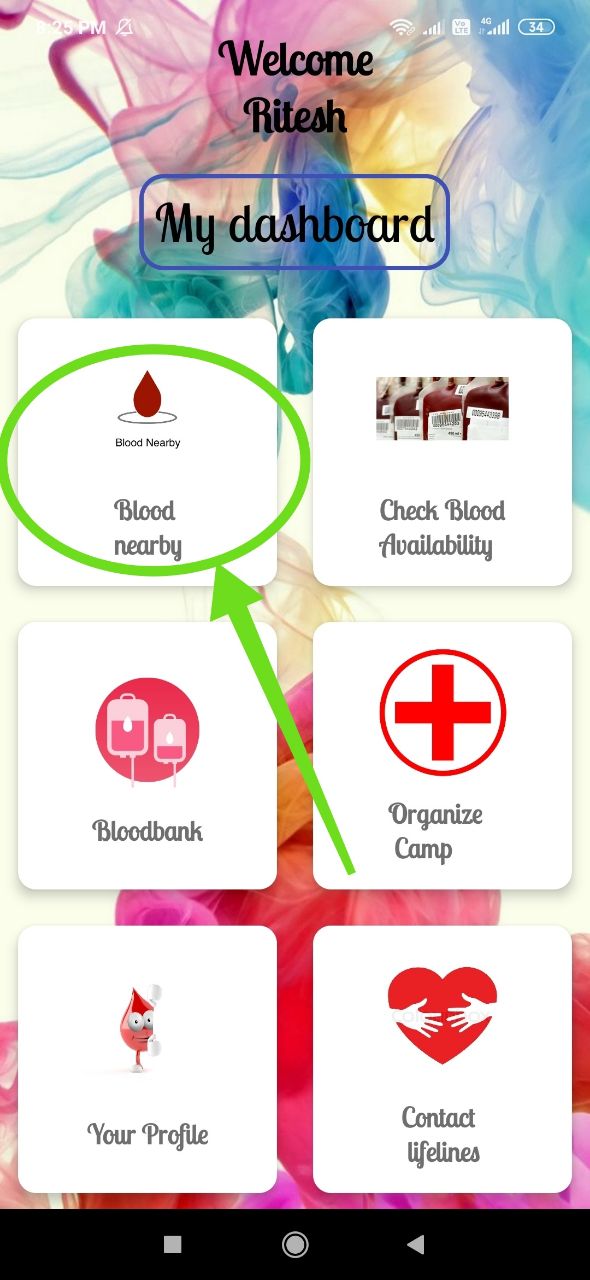 8:25 PM
Vo
LTE
4G
34
Welcome
Ritesh
My dashboard
Blood Nearby
Blood
nearby
Check Blood
Availability
Bloodbank
Organize
Camp
Your Profile
Contact
lifelines